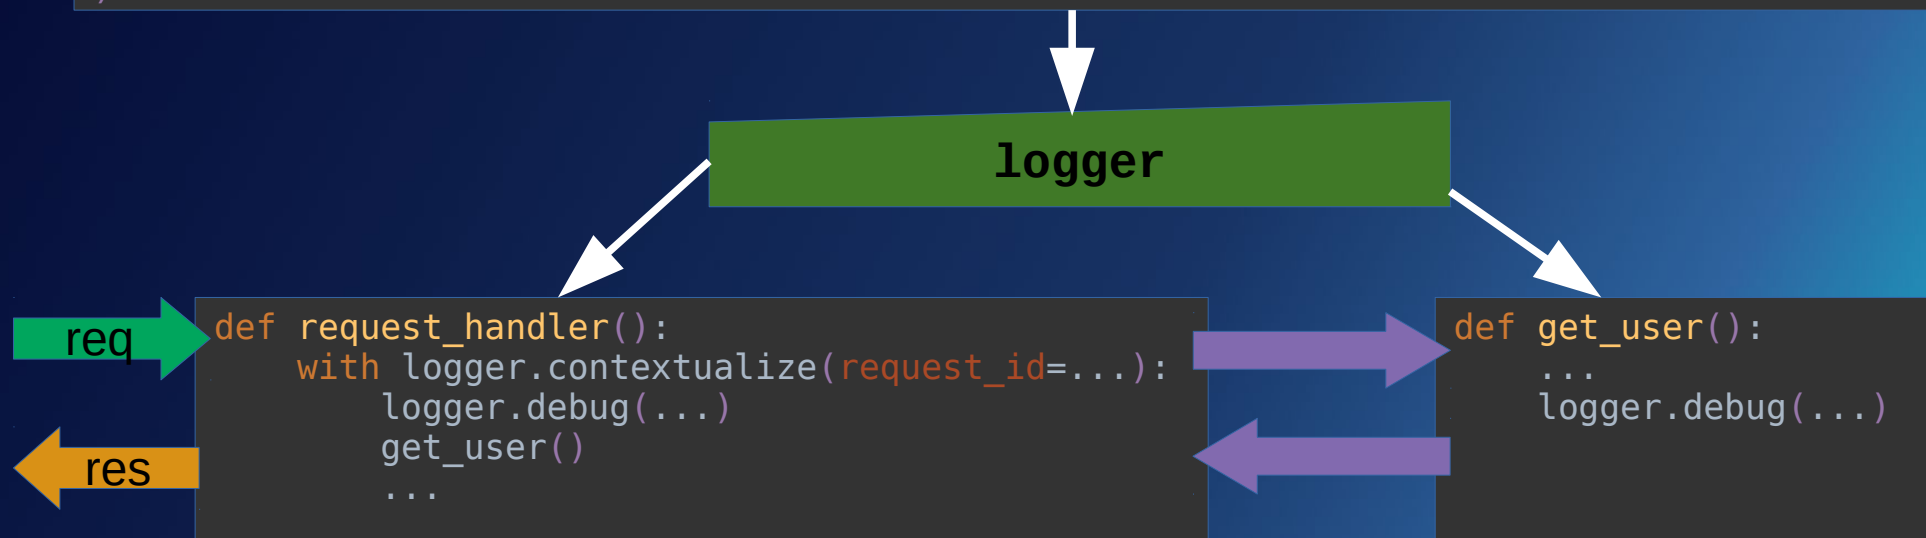 logger
req
def request_handler():
    with logger.contextualize(request_id=...):
        logger.debug(...)
        get_user()
        ...
res
def get_user():
    ...
    logger.debug(...)